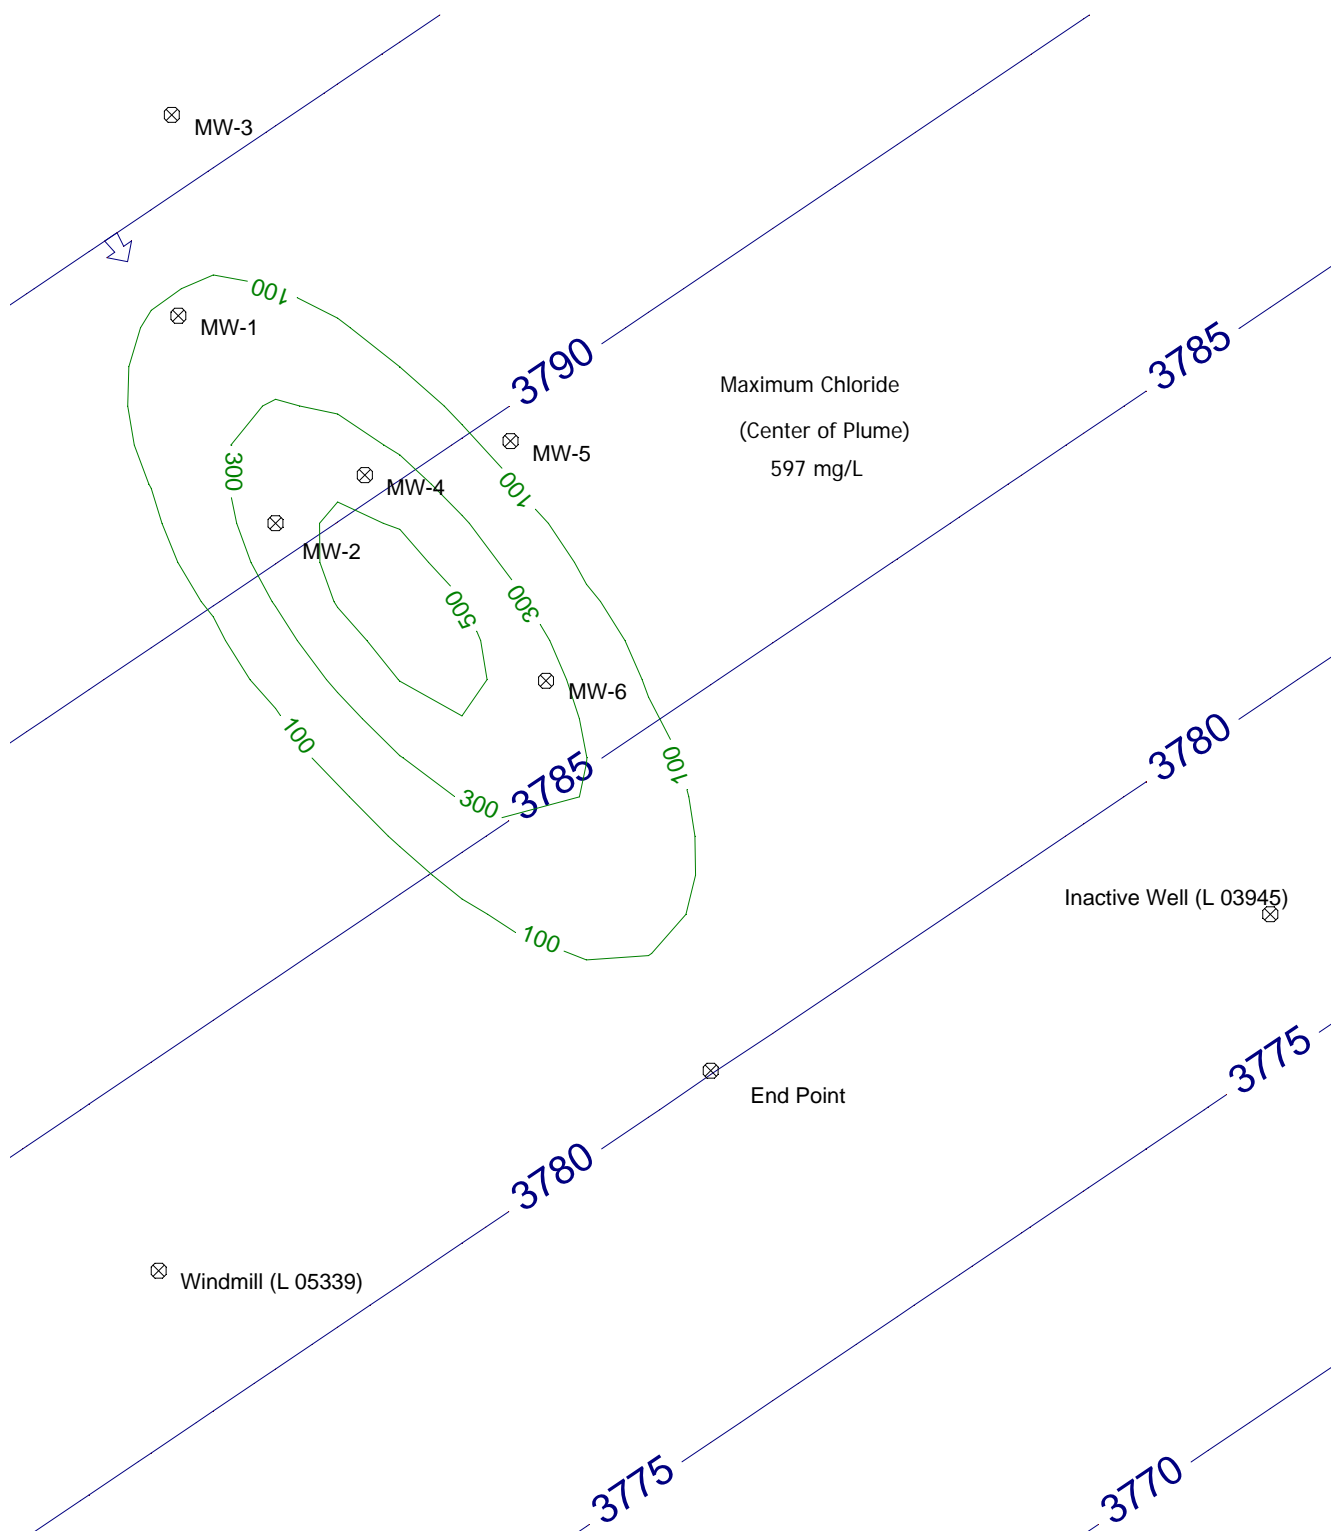 MW-3
100
MW-1
3790
3785
Maximum Chloride
(Center of Plume)
597 mg/L
MW-5
300
MW-4
100
MW-2
500
300
MW-6
100
100
3785
3780
300
Inactive Well (L 03945)
100
3775
End Point
3780
Windmill (L 05339)
3775
3770